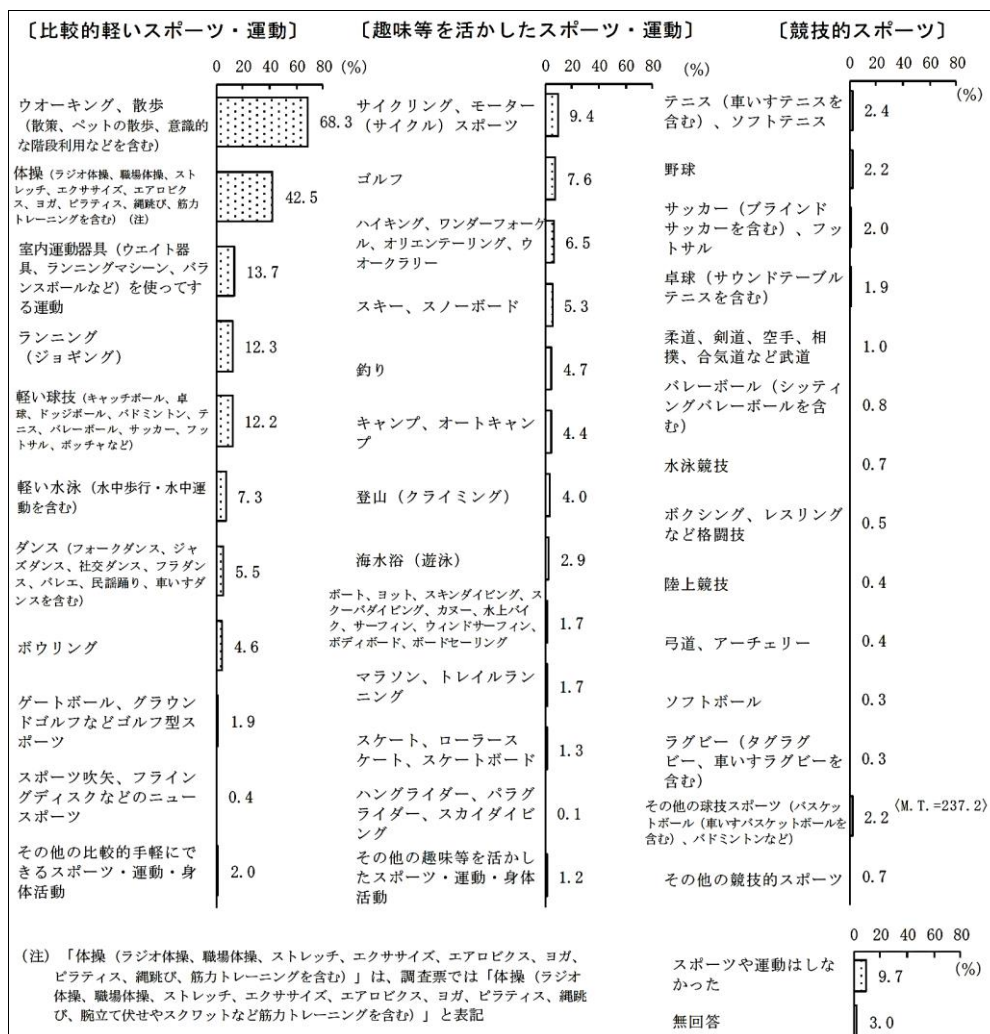 〔比較的軽いスポーツ・運動〕
0 20 40 60 80 (%)
ウオーキング、散歩
（散策、ペットの散歩、意識的
な階段利用などを含む）
68.3
体操（ラジオ体操、職場体操、スト
レッチ、エクササイズ、エアロビク
ス、ヨガ、ピラティス、縄跳び、筋力
トレーニングを含む）（注）
42.5
室内運動器具（ウエイト器
具、ランニングマシーン、バラ
ンスボールなど）を使ってす
る運動
13.7
ランニング
（ジョギング）
12.3
軽い球技（キャッチボール、卓
球、ドッジボール、バドミントン、テ
ニス、バレーボール、サッカー、フッ
トサル、ボッチャなど）
12.2
軽い水泳（水中歩行・水中運
動を含む）
7.3
ダンス（フォークダンス、ジャ
ズダンス、社交ダンス、フラダン
ス、バレエ、民謡踊り、車いすダ
ンスを含む）
5.5
ボウリング
4.6
ゲートボール、グラウン
ドゴルフなどゴルフ型ス
ポーツ
1.9
スポーツ吹矢、フライン
グディスクなどのニュー
スポーツ
0.4
その他の比較的手軽にで
きるスポーツ・運動・身
体活動
2.0
〔趣味等を活かしたスポーツ・運動〕
0 20 40 60 80 (%)
サイクリング、モーター
（サイクル）スポーツ
9.4
ゴルフ
7.6
ハイキング、ワンダーフォーゲ
ル、オリエンテーリング、ウ
オークラリー
6.5
スキー、スノーボード
5.3
釣り
4.7
キャンプ、オートキャン
プ
4.4
登山（クライミング）
4.0
海水浴（遊泳）
2.9
ボート、ヨット、スキンダイビング、ス
クーバダイビング、カヌー、水上バイ
ク、サーフィン、ウィンドサーフィン、
ボディボード、ボードセーリング
1.7
マラソン、トレイルラン
ニング
1.7
スケート、ローラース
ケート、スケートボード
1.3
ハングライダー、パラグ
ライダー、スカイダイビ
ング
0.1
その他の趣味等を活かし
たスポーツ・運動・身体
活動
1.2
〔競技的スポーツ〕
0 20 40 60 80
(%)
テニス（車いすテニスを
含む）、ソフトテニス
2.4
野球
2.2
サッカー（ブラインド
サッカーを含む）、フッ
トサル
2.0
卓球（サウンドテーブル
テニスを含む）
1.9
柔道、剣道、空手、相
撲、合気道など武道
1.0
バレーボール（シッティ
ングバレーボールを含
む）
0.8
水泳競技
0.7
ボクシング、レスリング
など格闘技
0.5
陸上競技
0.4
弓道、アーチェリー
0.4
ソフトボール
0.3
ラグビー（タグラグ
ビー、車いすラグビーを
含む）
0.3
その他の球技スポーツ（バスケッ
トボール（車いすバスケットボールを
含む）、バドミントンなど）
2.2
〈M.T.=237.2〉
その他の競技的スポーツ
0.7
0 20 40 60 80
(%)
スポーツや運動はしな
かった
9.7
無回答
3.0
（注）「体操（ラジオ体操、職場体操、ストレッチ、エクササイズ、エアロビクス、ヨガ、
ピラティス、縄跳び、筋力トレーニングを含む）」は、調査票では「体操（ラジオ
体操、職場体操、ストレッチ、エクササイズ、エアロビクス、ヨガ、ピラティス、縄跳
び、腕立て伏せやスクワットなど筋力トレーニングを含む）」と表記